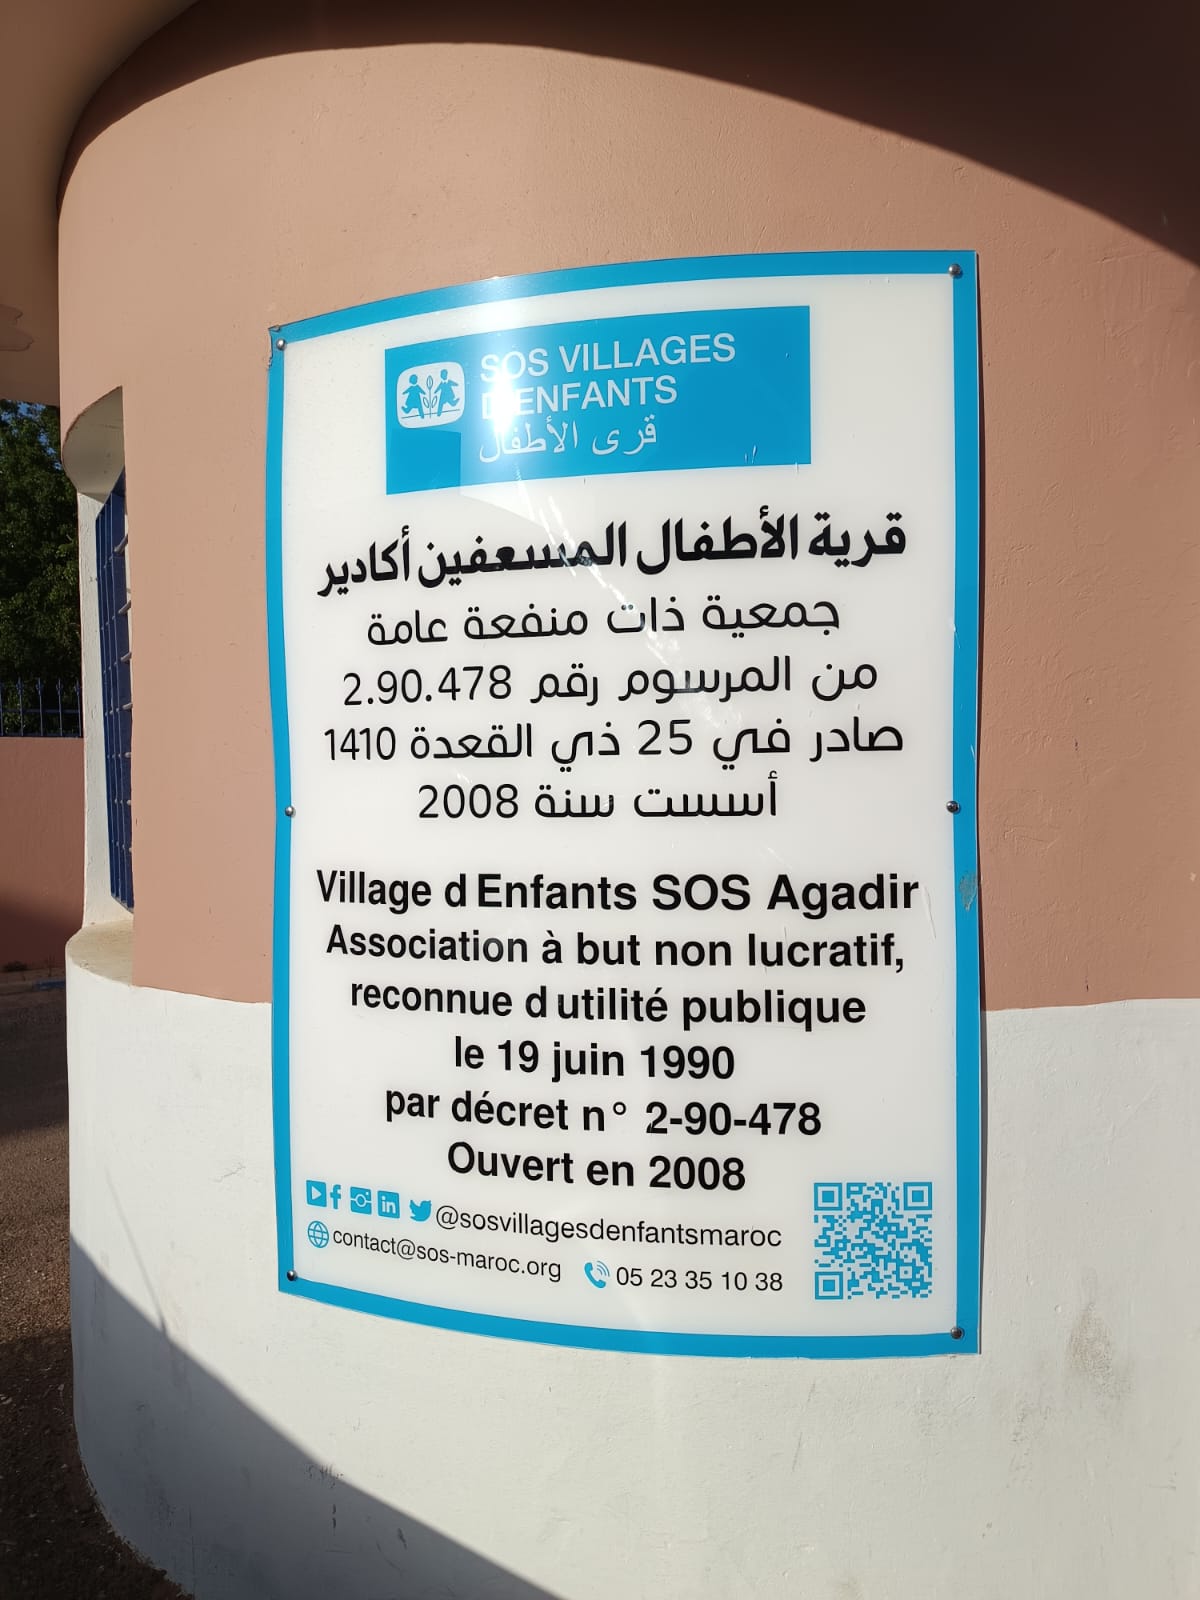 SOS VILLAGES
D'ENFANTS
قرى الأطفال
قرية الأطفال المسعفين أكادير
جمعية ذات منفعة عامة
من المرسوم رقم 2.90.478
صادر في 25 ذي القعدة 1410
أسست سنة 2008
Village d Enfants SOS Agadir
Association à but non lucratif,
reconnue d utilité publique
le 19 juin 1990
par décret n° 2-90-478
Ouvert en 2008
@sosvillagesdenfantsmaroc
contact@sos-maroc.org 05 23 35 10 38